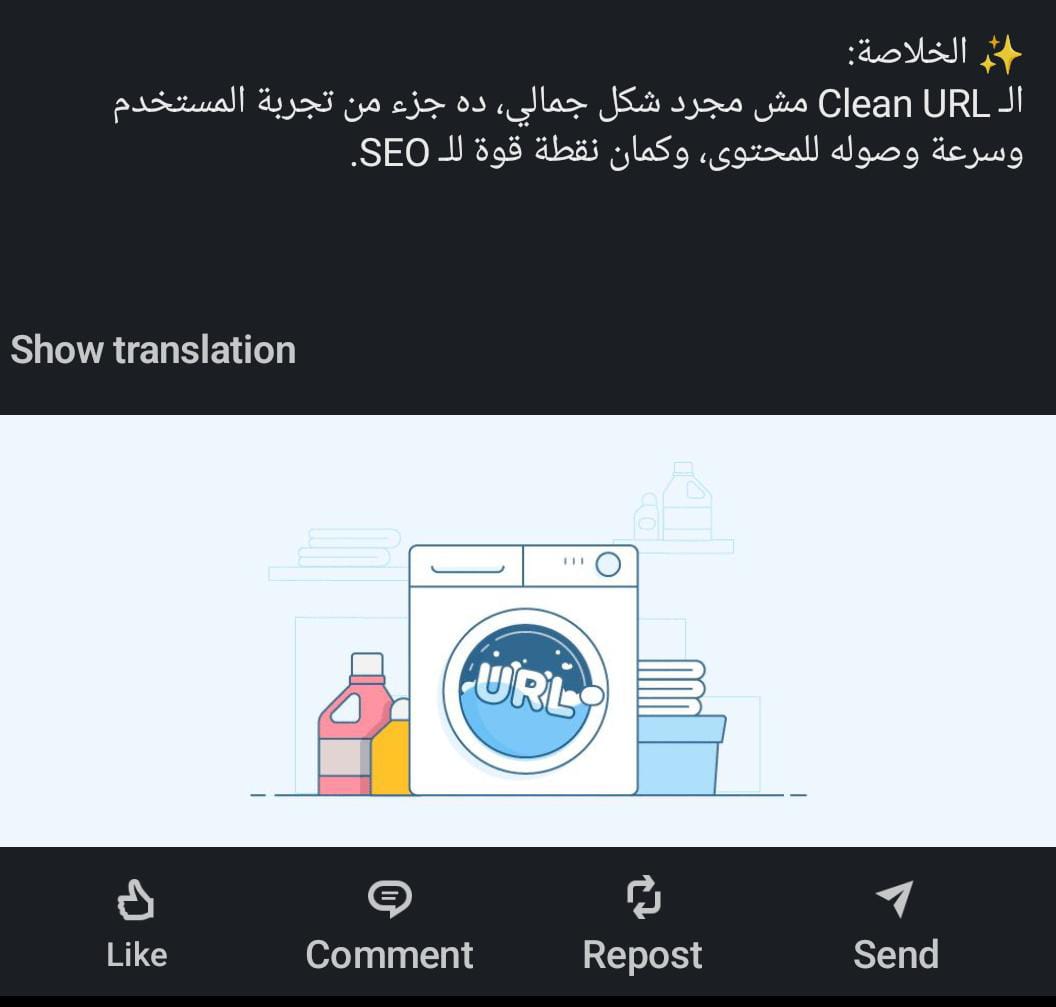 ✨ الخلاصة:
الـ Clean URL مش مجرد شكل جمالي، ده جزء من تجربة المستخدم
وسرعة وصوله للمحتوى، وكمان نقطة قوة للـ SEO.
Show translation
URL
Like
Comment
Repost
Send